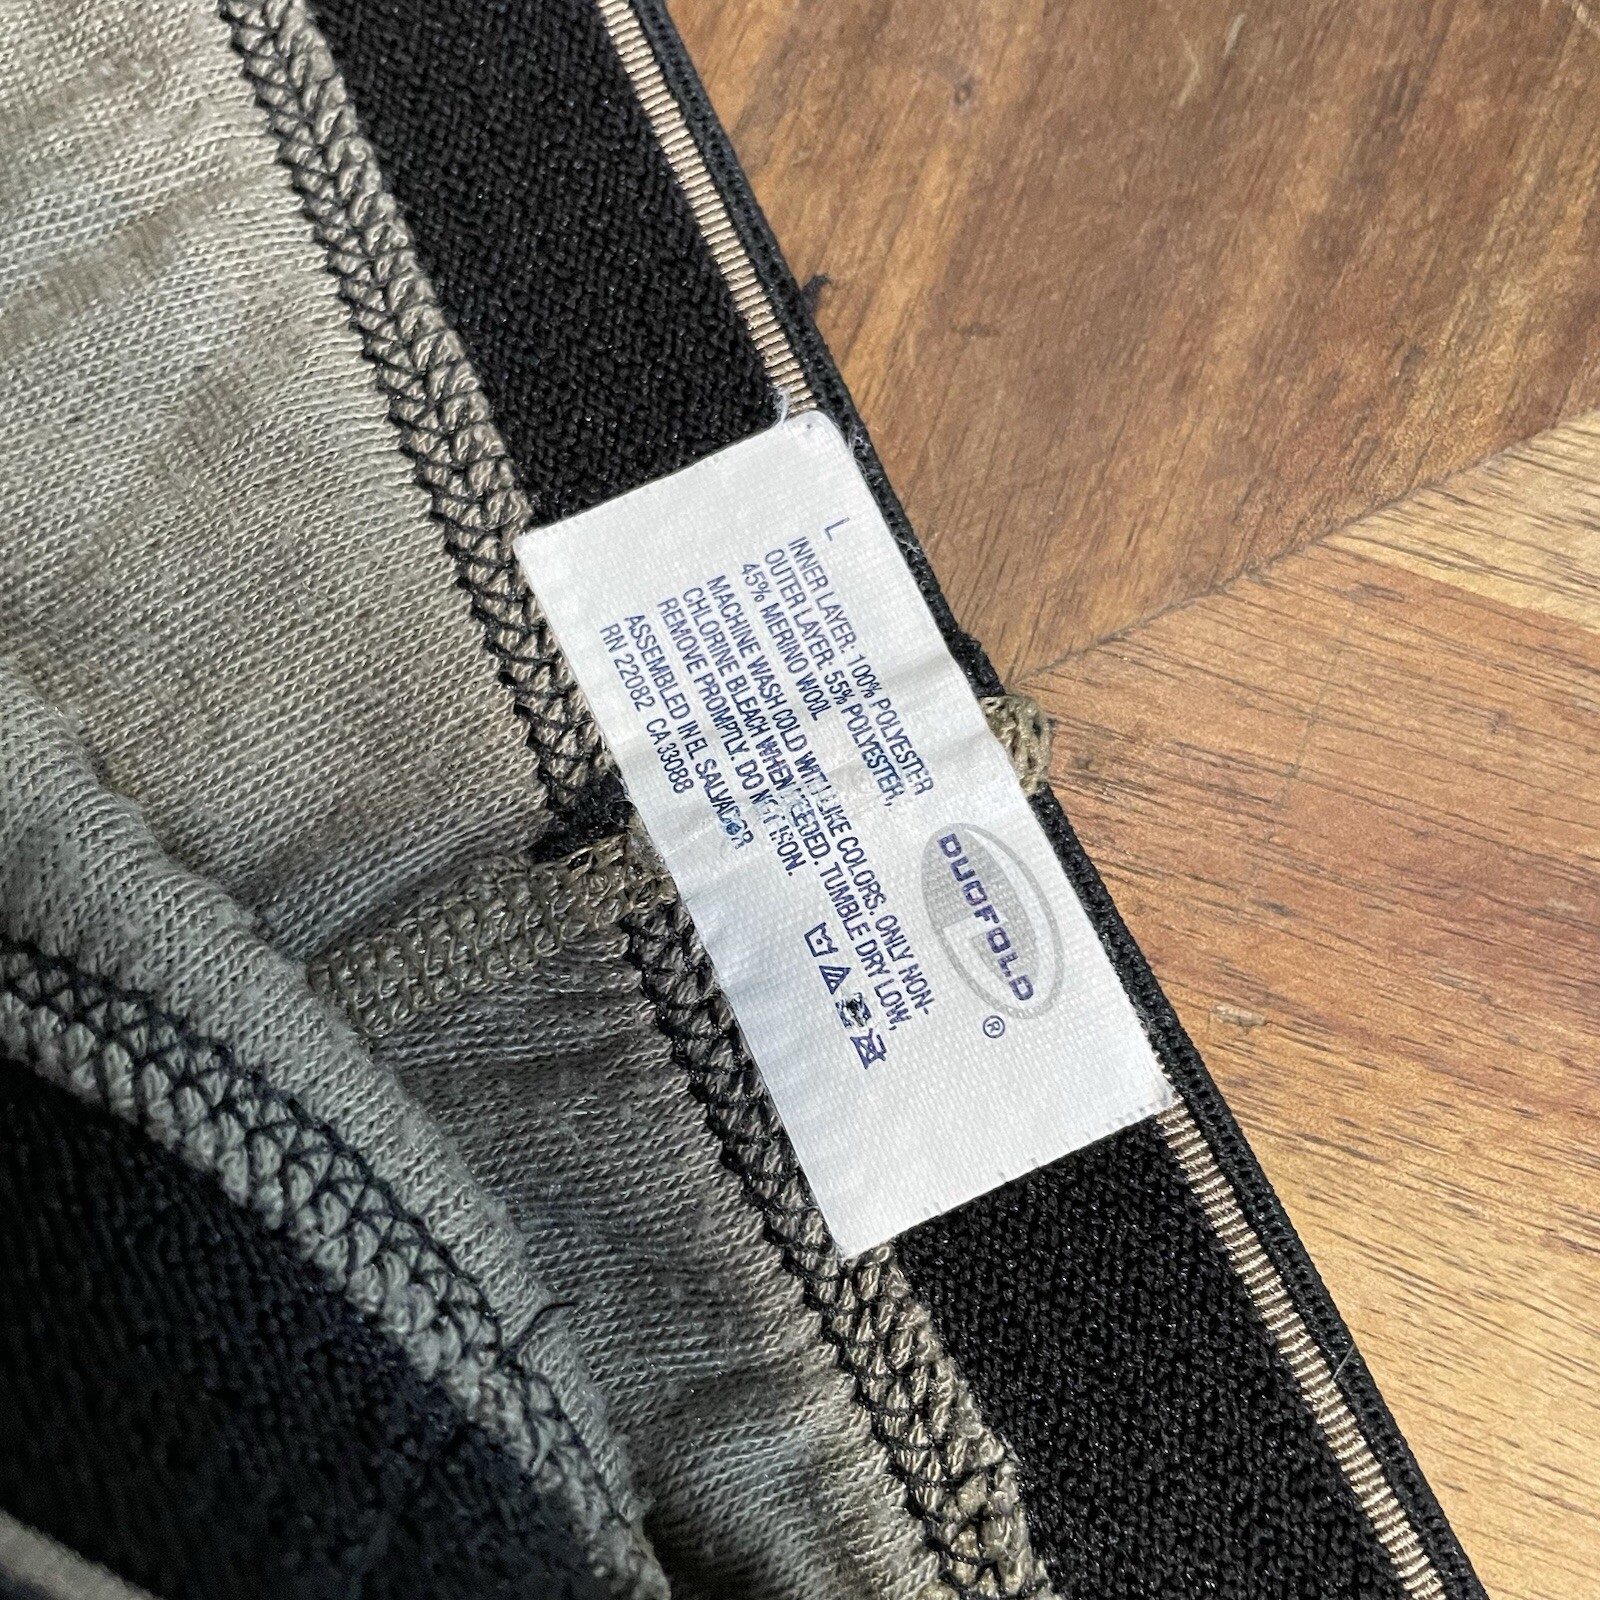 DUOFOLD ®
L
INNER LAYER: 100% POLYESTER
OUTER LAYER: 55% POLYESTER,
45% MERINO WOOL
MACHINE WASH COLD WITH LIKE COLORS. ONLY NON-
CHLORINE BLEACH WHEN NEEDED. TUMBLE DRY LOW,
REMOVE PROMPTLY. DO NOT IRON.
ASSEMBLED IN EL SALVADOR
RN 22082 CA 33088